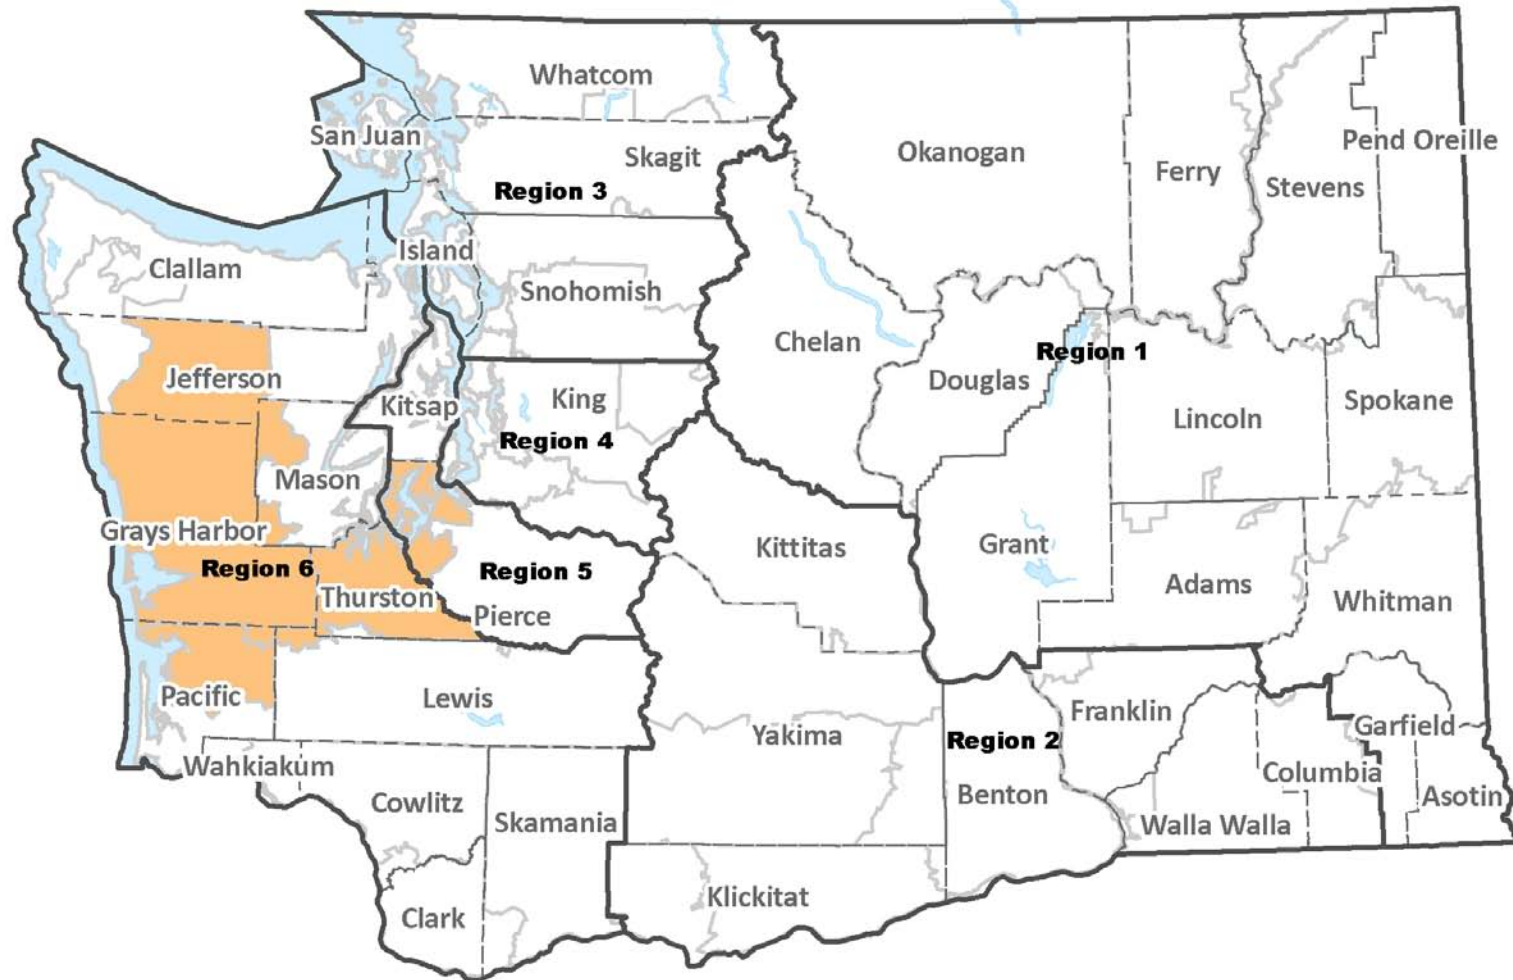 Whatcom
San Juan
Skagit
Okanogan
Pend Oreille
Ferry
Stevens
Region 3
Island
Clallam
Snohomish
Chelan
Region 1
Jefferson
Douglas
Kitsap
King
Lincoln
Spokane
Region 4
Mason
Grays Harbor
Kittitas
Grant
Region 6
Region 5
Adams
Thurston
Pierce
Whitman
Pacific
Lewis
Franklin
Garfield
Yakima
Region 2
Wahkiakum
Columbia
Cowlitz
Benton
Asotin
Skamania
Walla Walla
Klickitat
Clark